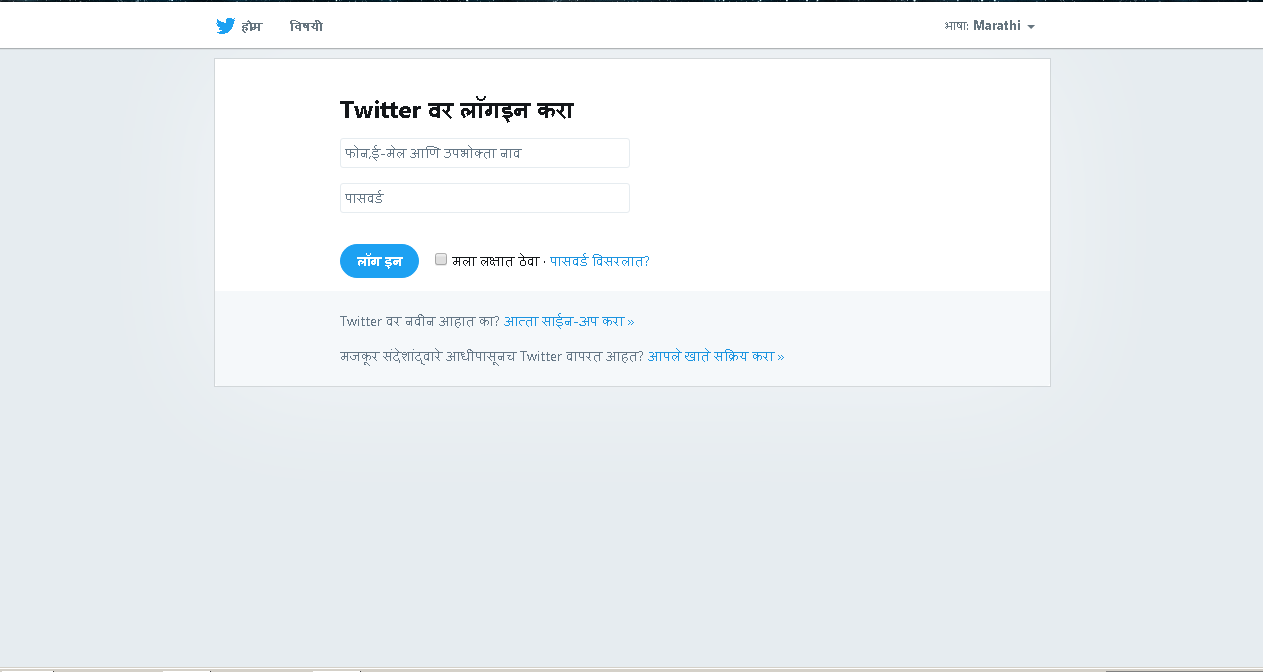 होम विषयी भाषा: Marathi
Twitter वर लॉगइन करा
फोन,ई-मेल आणि उपभोक्ता नाव
पासवर्ड
लॉग इन मला लक्षात ठेवा · पासवर्ड विसरलात?
Twitter वर नवीन आहात का? आत्ता साईन-अप करा »
मजकूर संदेशांद्वारे आधीपासूनच Twitter वापरत आहत? आपले खाते सक्रिय करा »